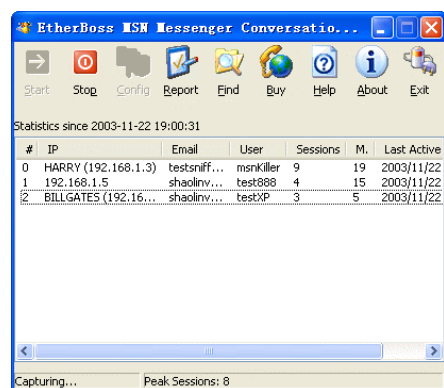 EtherBoss MSN Messenger Conversatio...
Start Stop Config Report Find Buy Help About Exit
Statistics since 2003-11-22 19:00:31
# IP Email User Sessions M. Last Active
0 HARRY (192.168.1.3) testsniff... msnKiller 9 19 2003/11/22
1 192.168.1.5 shaolinv... test888 4 15 2003/11/22
2 BILLGATES (192.16... shaolinv... testXP 3 5 2003/11/22
Capturing... Peak Sessions: 8